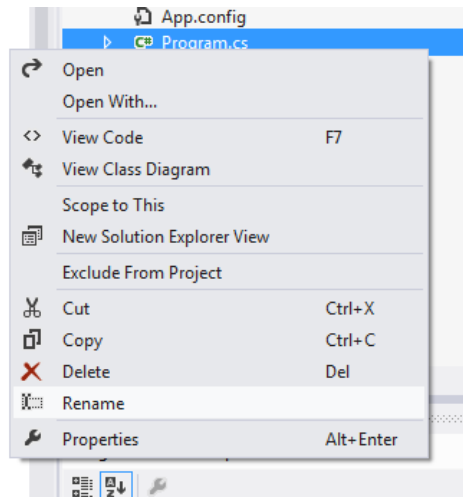 App.config
Program.cs
Open
Open With...
View Code F7
View Class Diagram
Scope to This
New Solution Explorer View
Exclude From Project
Cut Ctrl+X
Copy Ctrl+C
Delete Del
Rename
Properties Alt+Enter